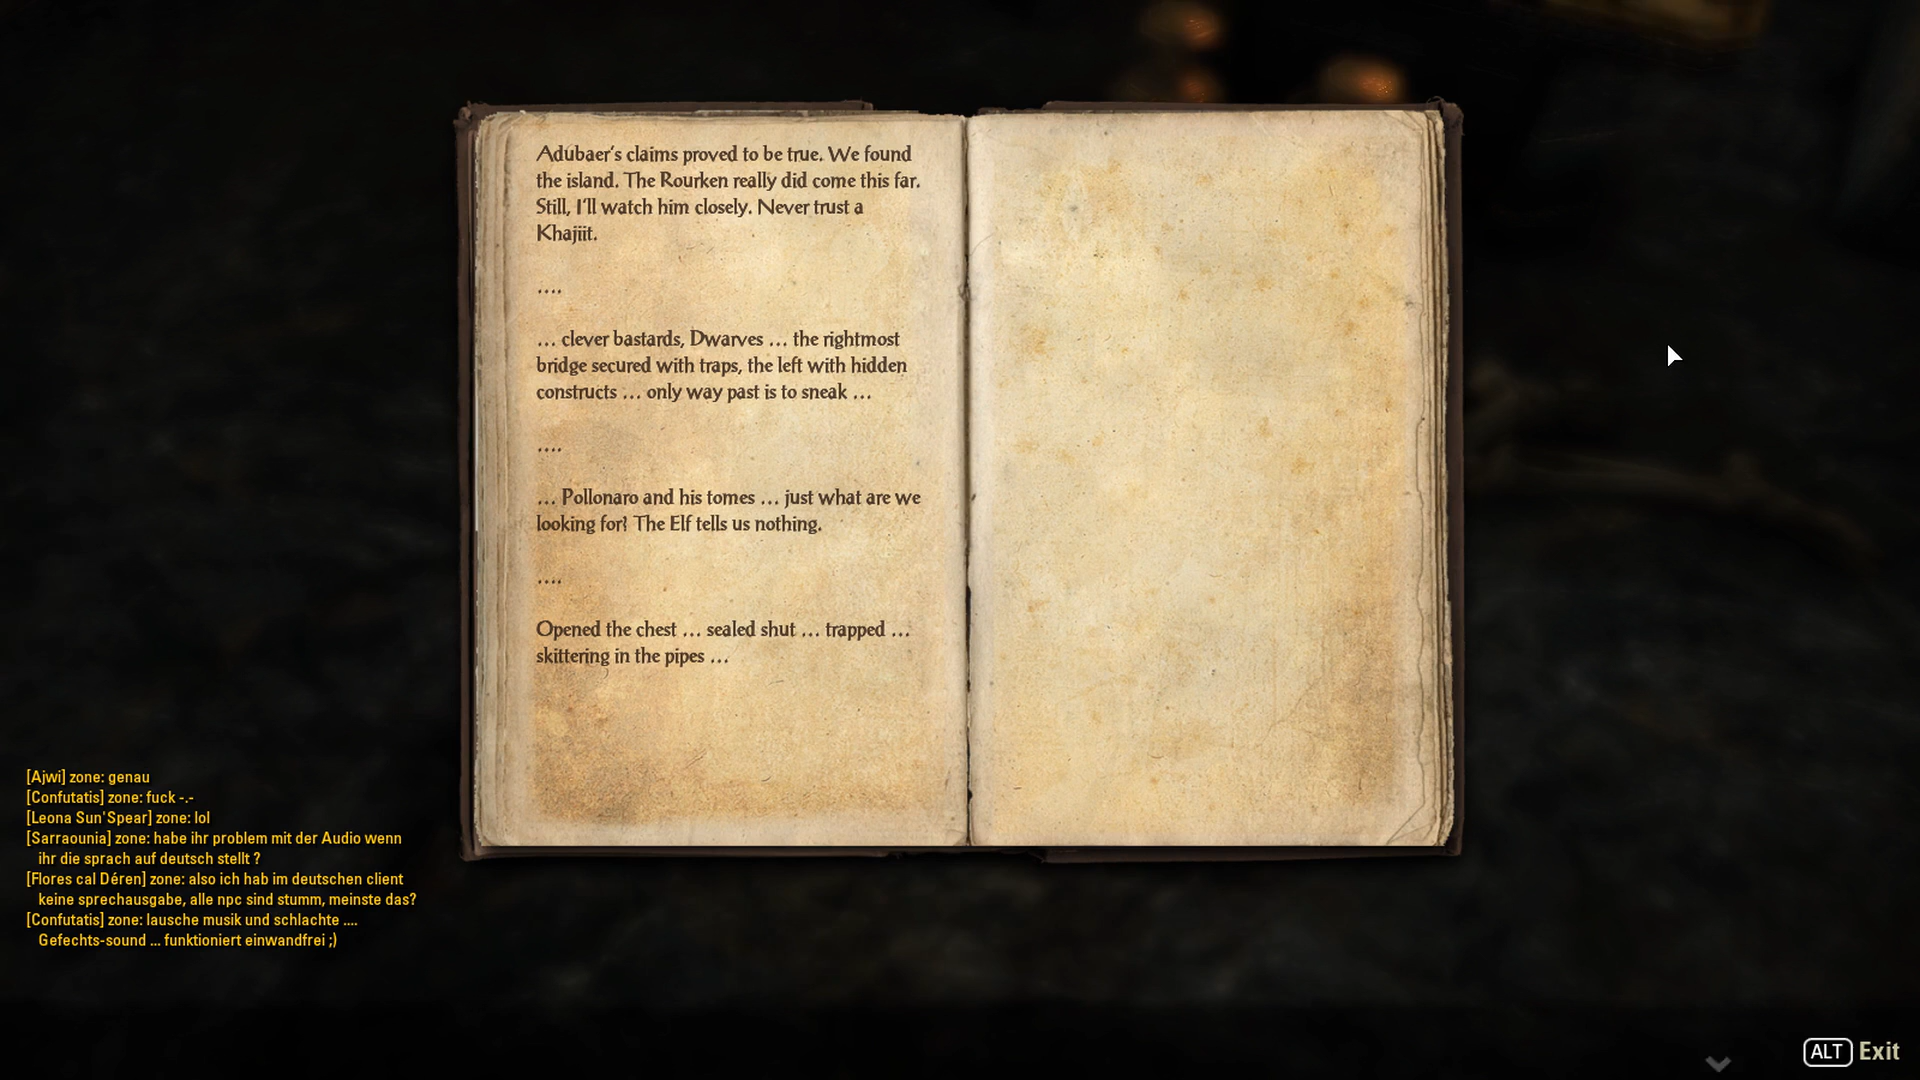 Adubaer's claims proved to be true. We found
the island. The Rourken really did come this far.
Still, I'll watch him closely. Never trust a
Khajiit.
....
... clever bastards, Dwarves ... the rightmost
bridge secured with traps, the left with hidden
constructs ... only way past is to sneak ...
....
... Pollonaro and his tomes ... just what are we
looking for? The Elf tells us nothing.
....
Opened the chest ... sealed shut ... trapped ...
skittering in the pipes ...
[Ajwi] zone: genau
[Confutatis] zone: fuck -.-
[Leona Sun'Spear] zone: lol
[Sarraounia] zone: habe ihr problem mit der Audio wenn
ihr die sprach auf deutsch stellt ?
[Flores cal Déren] zone: also ich hab im deutschen client
keine sprechausgabe, alle npc sind stumm, meinste das?
[Confutatis] zone: lausche musik und schlachte ....
Gefechts-sound ... funktioniert einwandfrei ;)
ALT Exit